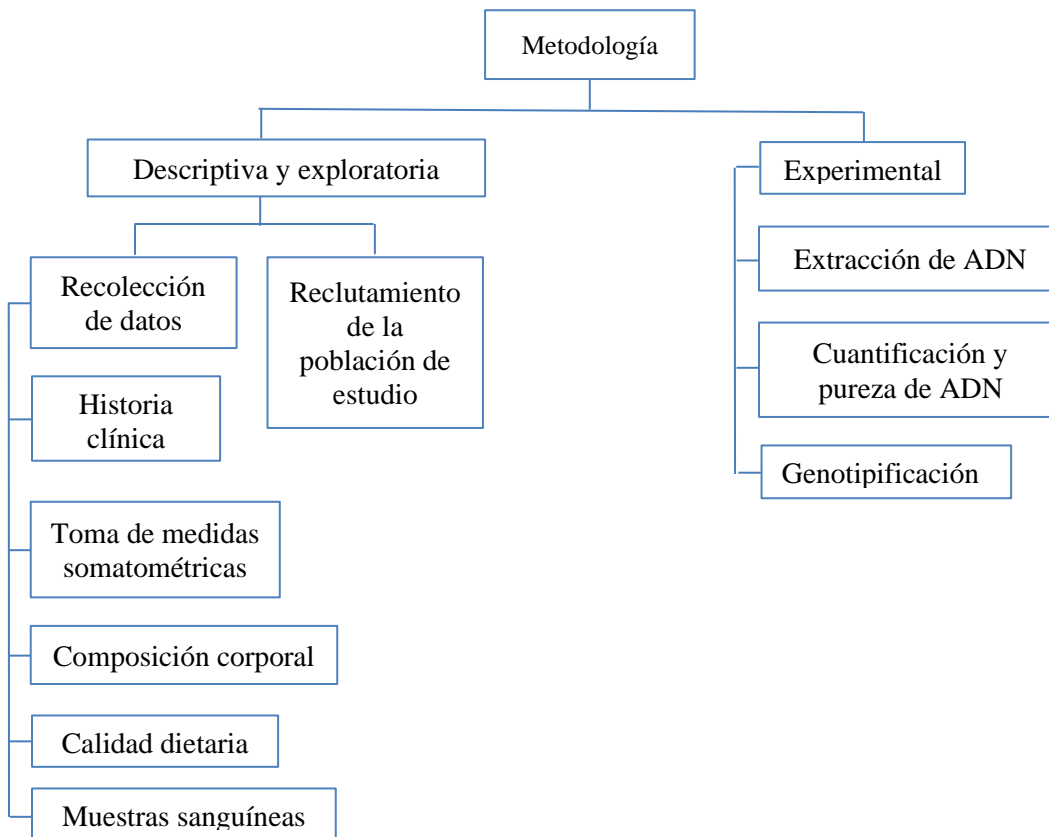 Metodología
Descriptiva y exploratoria
Experimental
Recolección
de datos
Reclutamiento
de la
población de
estudio
Extracción de ADN
Historia
clínica
Cuantificación y
pureza de ADN
Genotipificación
Toma de medidas
somatométricas
Composición corporal
Calidad dietaria
Muestras sanguíneas